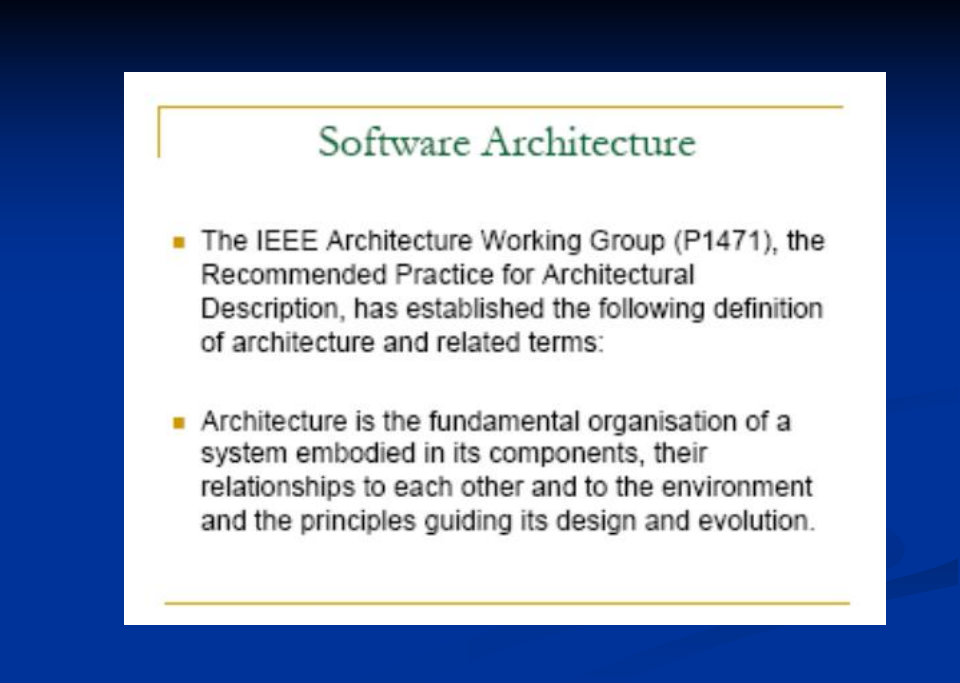 Software Architecture
The IEEE Architecture Working Group (P1471), the
Recommended Practice for Architectural
Description, has established the following definition
of architecture and related terms:
Architecture is the fundamental organisation of a
system embodied in its components, their
relationships to each other and to the environment
and the principles guiding its design and evolution.